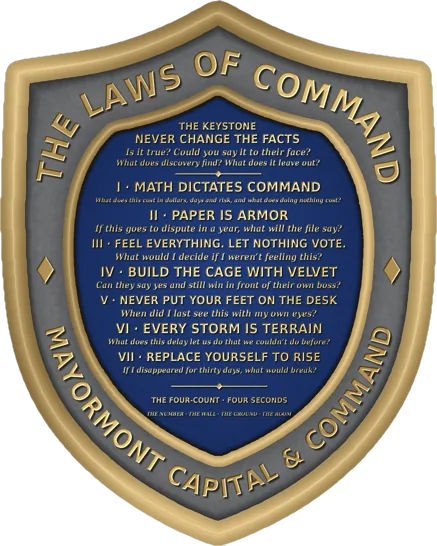 THE LAWS OF COMMAND
THE KEYSTONE
NEVER CHANGE THE FACTS
Is it true? Could you say it to their face?
What does discovery find? What does it leave out?
I · MATH DICTATES COMMAND
What does this cost in dollars, days and risk, and what does doing nothing cost?
II · PAPER IS ARMOR
If this goes to dispute in a year, what will the file say?
III · FEEL EVERYTHING. LET NOTHING VOTE.
What would I decide if I weren't feeling this?
IV · BUILD THE CAGE WITH VELVET
Can they say yes and still win in front of their own boss?
V · NEVER PUT YOUR FEET ON THE DESK
When did I last see this with my own eyes?
VI · EVERY STORM IS TERRAIN
What does this delay let us do that we couldn't do before?
VII · REPLACE YOURSELF TO RISE
If I disappeared for thirty days, what would break?
THE FOUR-COUNT · FOUR SECONDS
THE NUMBER · THE WALL · THE GROUND · THE ROOM
MAYORMONT CAPITAL & COMMAND